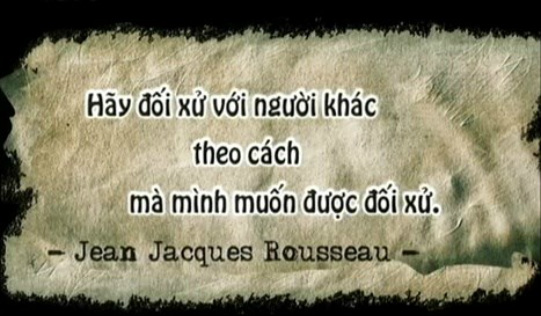 Hãy đối xử với người khác
theo cách
mà mình muốn được đối xử.
- Jean Jacques Rousseau -